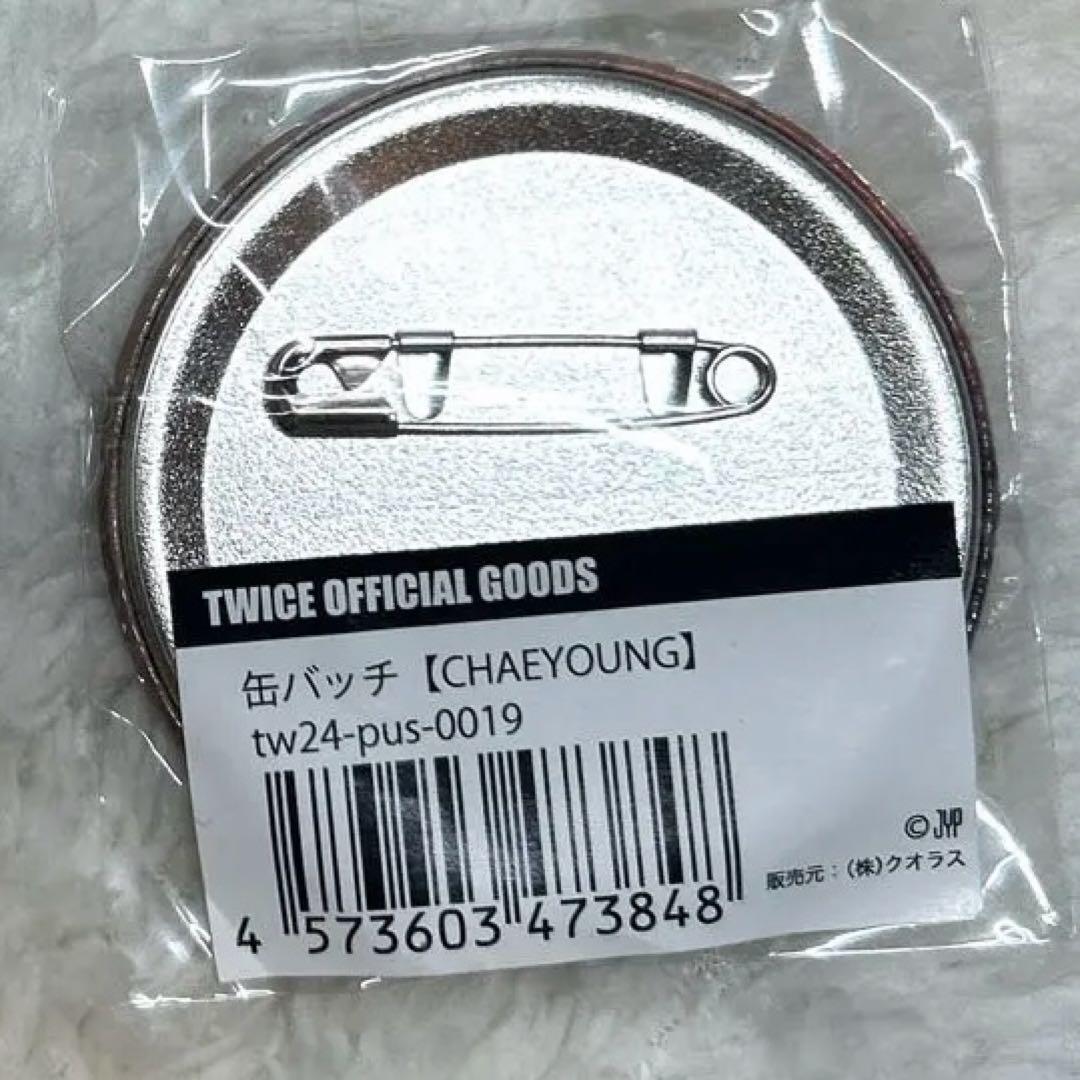 TWICE OFFICIAL GOODS
缶バッチ【CHAEYOUNG】
tw24-pus-0019
4 573603 473848
©JYP
販売元：(株)クオラス